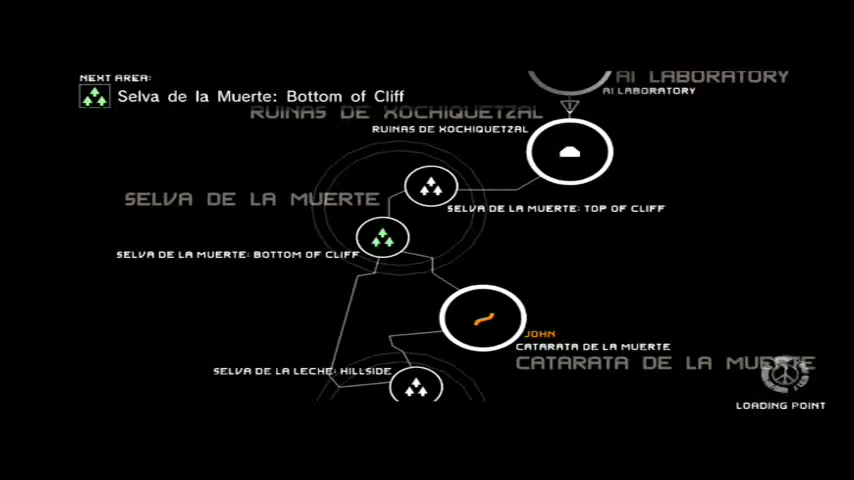 NEXT AREA:
Selva de la Muerte: Bottom of Cliff
AI LABORATORY
AI LABORATORY
RUINAS DE XOCHIQUETZAL
RUINAS DE XOCHIQUETZAL
SELVA DE LA MUERTE
SELVA DE LA MUERTE: TOP OF CLIFF
SELVA DE LA MUERTE: BOTTOM OF CLIFF
JOHN
CATARATA DE LA MUERTE
CATARATA DE LA MUERTE
SELVA DE LA LECHE: HILLSIDE
LOADING POINT